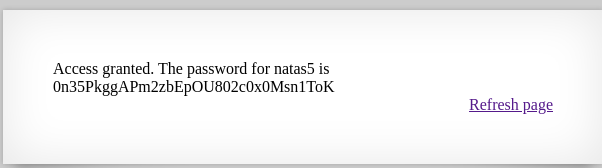 Access granted. The password for natas5 is
0n35PkggAPm2zbEpOU802c0x0Msn1ToK
Refresh page